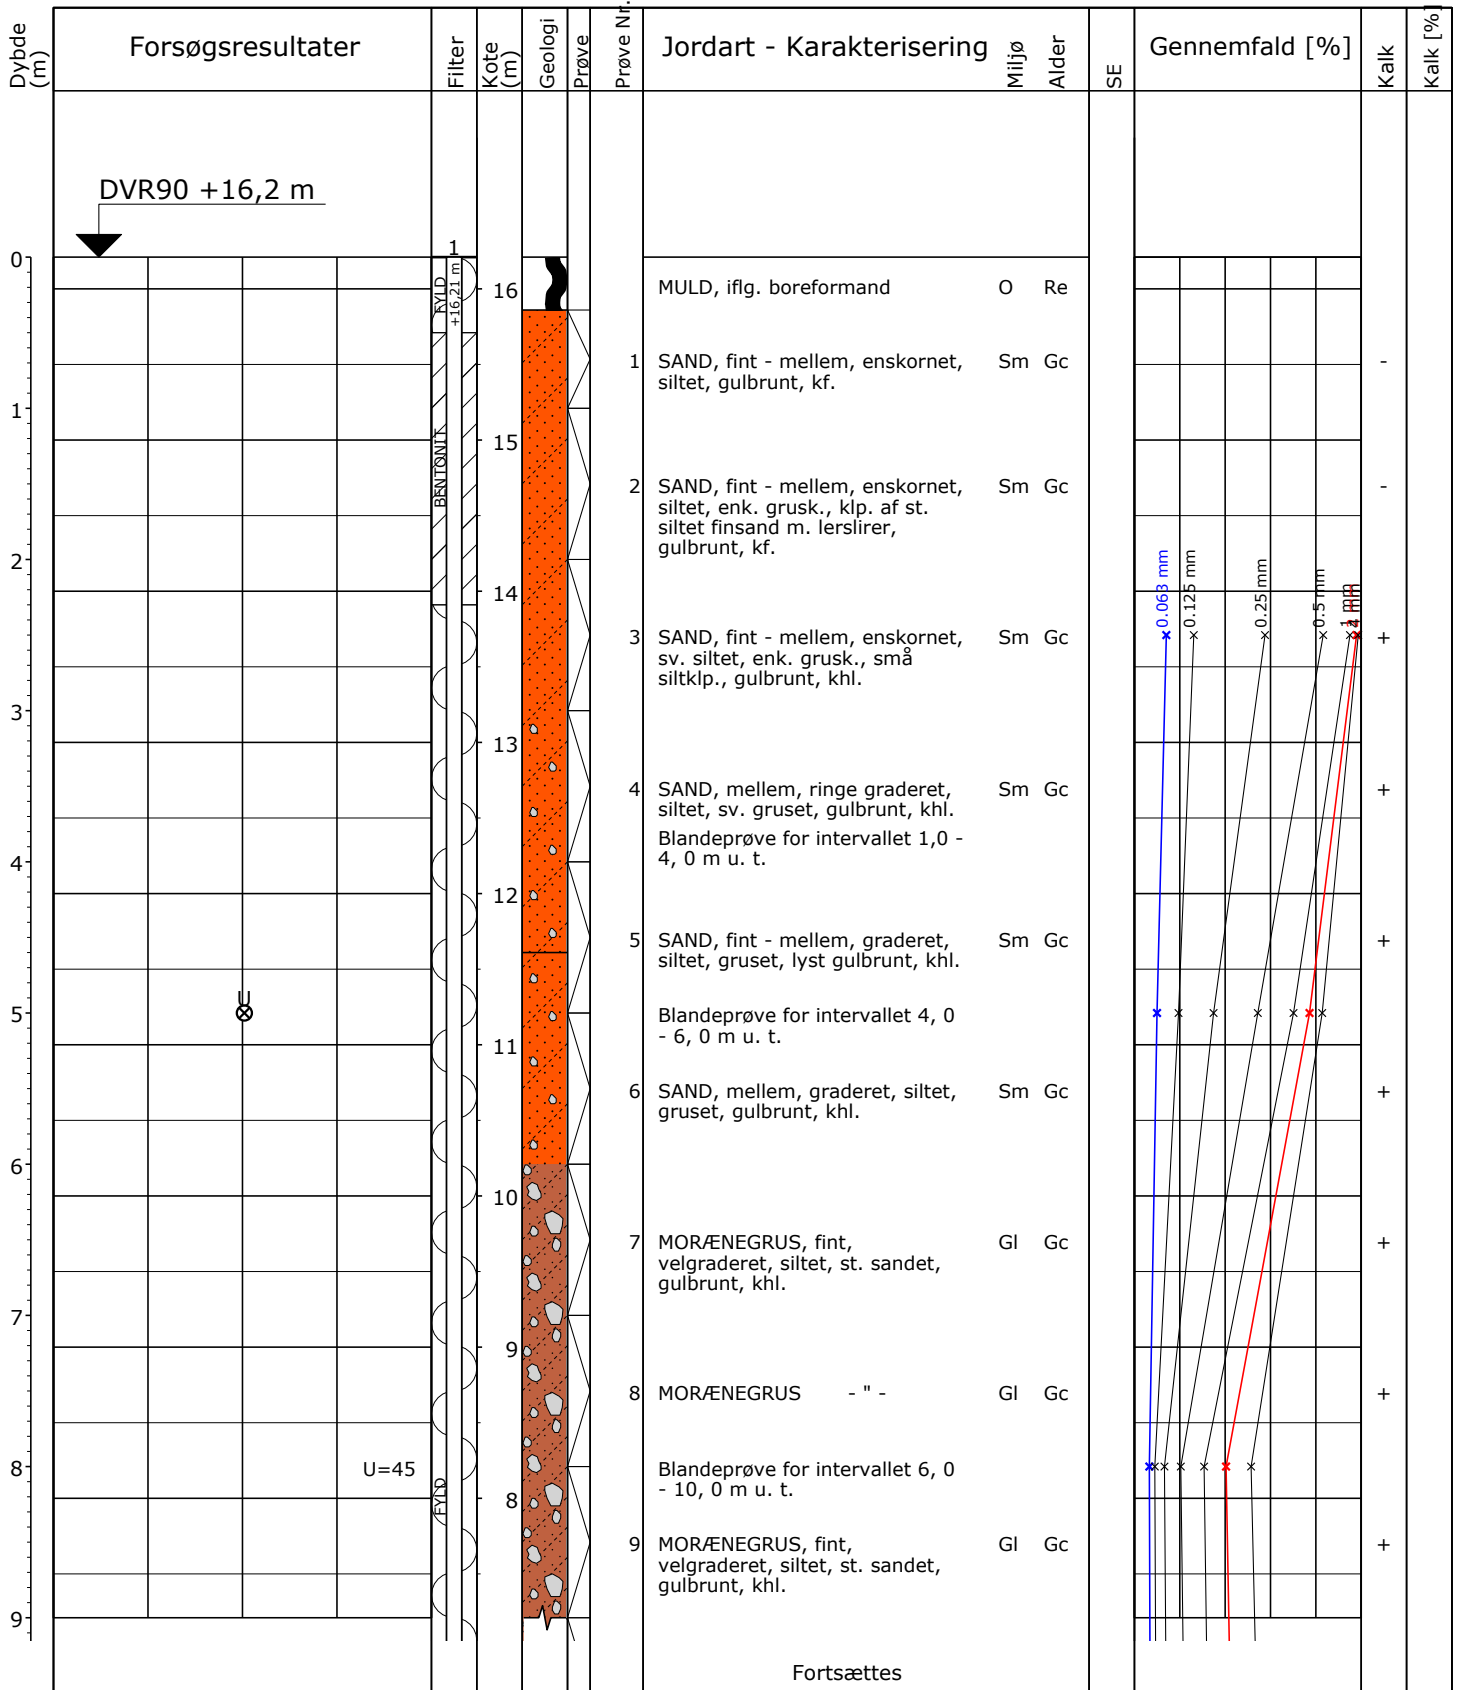 Dybde (m)
Forsøgsresultater
Filter
Kote (m)
Geologi
Prøve
Prøve Nr.
Jordart - Karakterisering
Miljø
Alder
SE
Gennemfald [%]
Kalk
Kalk [%]
DVR90 +16,2 m
1
0
FYLD
+16,21 m
16
MULD, iflg. boreformand O Re
1 SAND, fint - mellem, enskornet, Sm Gc -
siltet, gulbrunt, kf.
1
15
BENTONIT
2 SAND, fint - mellem, enskornet, Sm Gc -
siltet, enk. grusk., klp. af st.
siltet finsand m. lerslirer,
gulbrunt, kf.
2
14
0.063 mm
0.125 mm
0.25 mm
0.5 mm
1 mm
4 mm
3 SAND, fint - mellem, enskornet, Sm Gc +
sv. siltet, enk. grusk., små
siltklp., gulbrunt, khl.
3
13
4 SAND, mellem, ringe graderet, Sm Gc +
siltet, sv. gruset, gulbrunt, khl.
Blandeprøve for intervallet 1,0 -
4, 0 m u. t.
4
12
5 SAND, fint - mellem, graderet, Sm Gc +
siltet, gruset, lyst gulbrunt, khl.
U
5
Blandeprøve for intervallet 4, 0
- 6, 0 m u. t.
11
6 SAND, mellem, graderet, siltet, Sm Gc +
gruset, gulbrunt, khl.
6
10
7 MORÆNEGRUS, fint, Gl Gc +
velgraderet, siltet, st. sandet,
gulbrunt, khl.
7
9
8 MORÆNEGRUS - " - Gl Gc +
8
U=45
Blandeprøve for intervallet 6, 0
- 10, 0 m u. t.
FYLD
8
9 MORÆNEGRUS, fint, Gl Gc +
velgraderet, siltet, st. sandet,
gulbrunt, khl.
9
Fortsættes